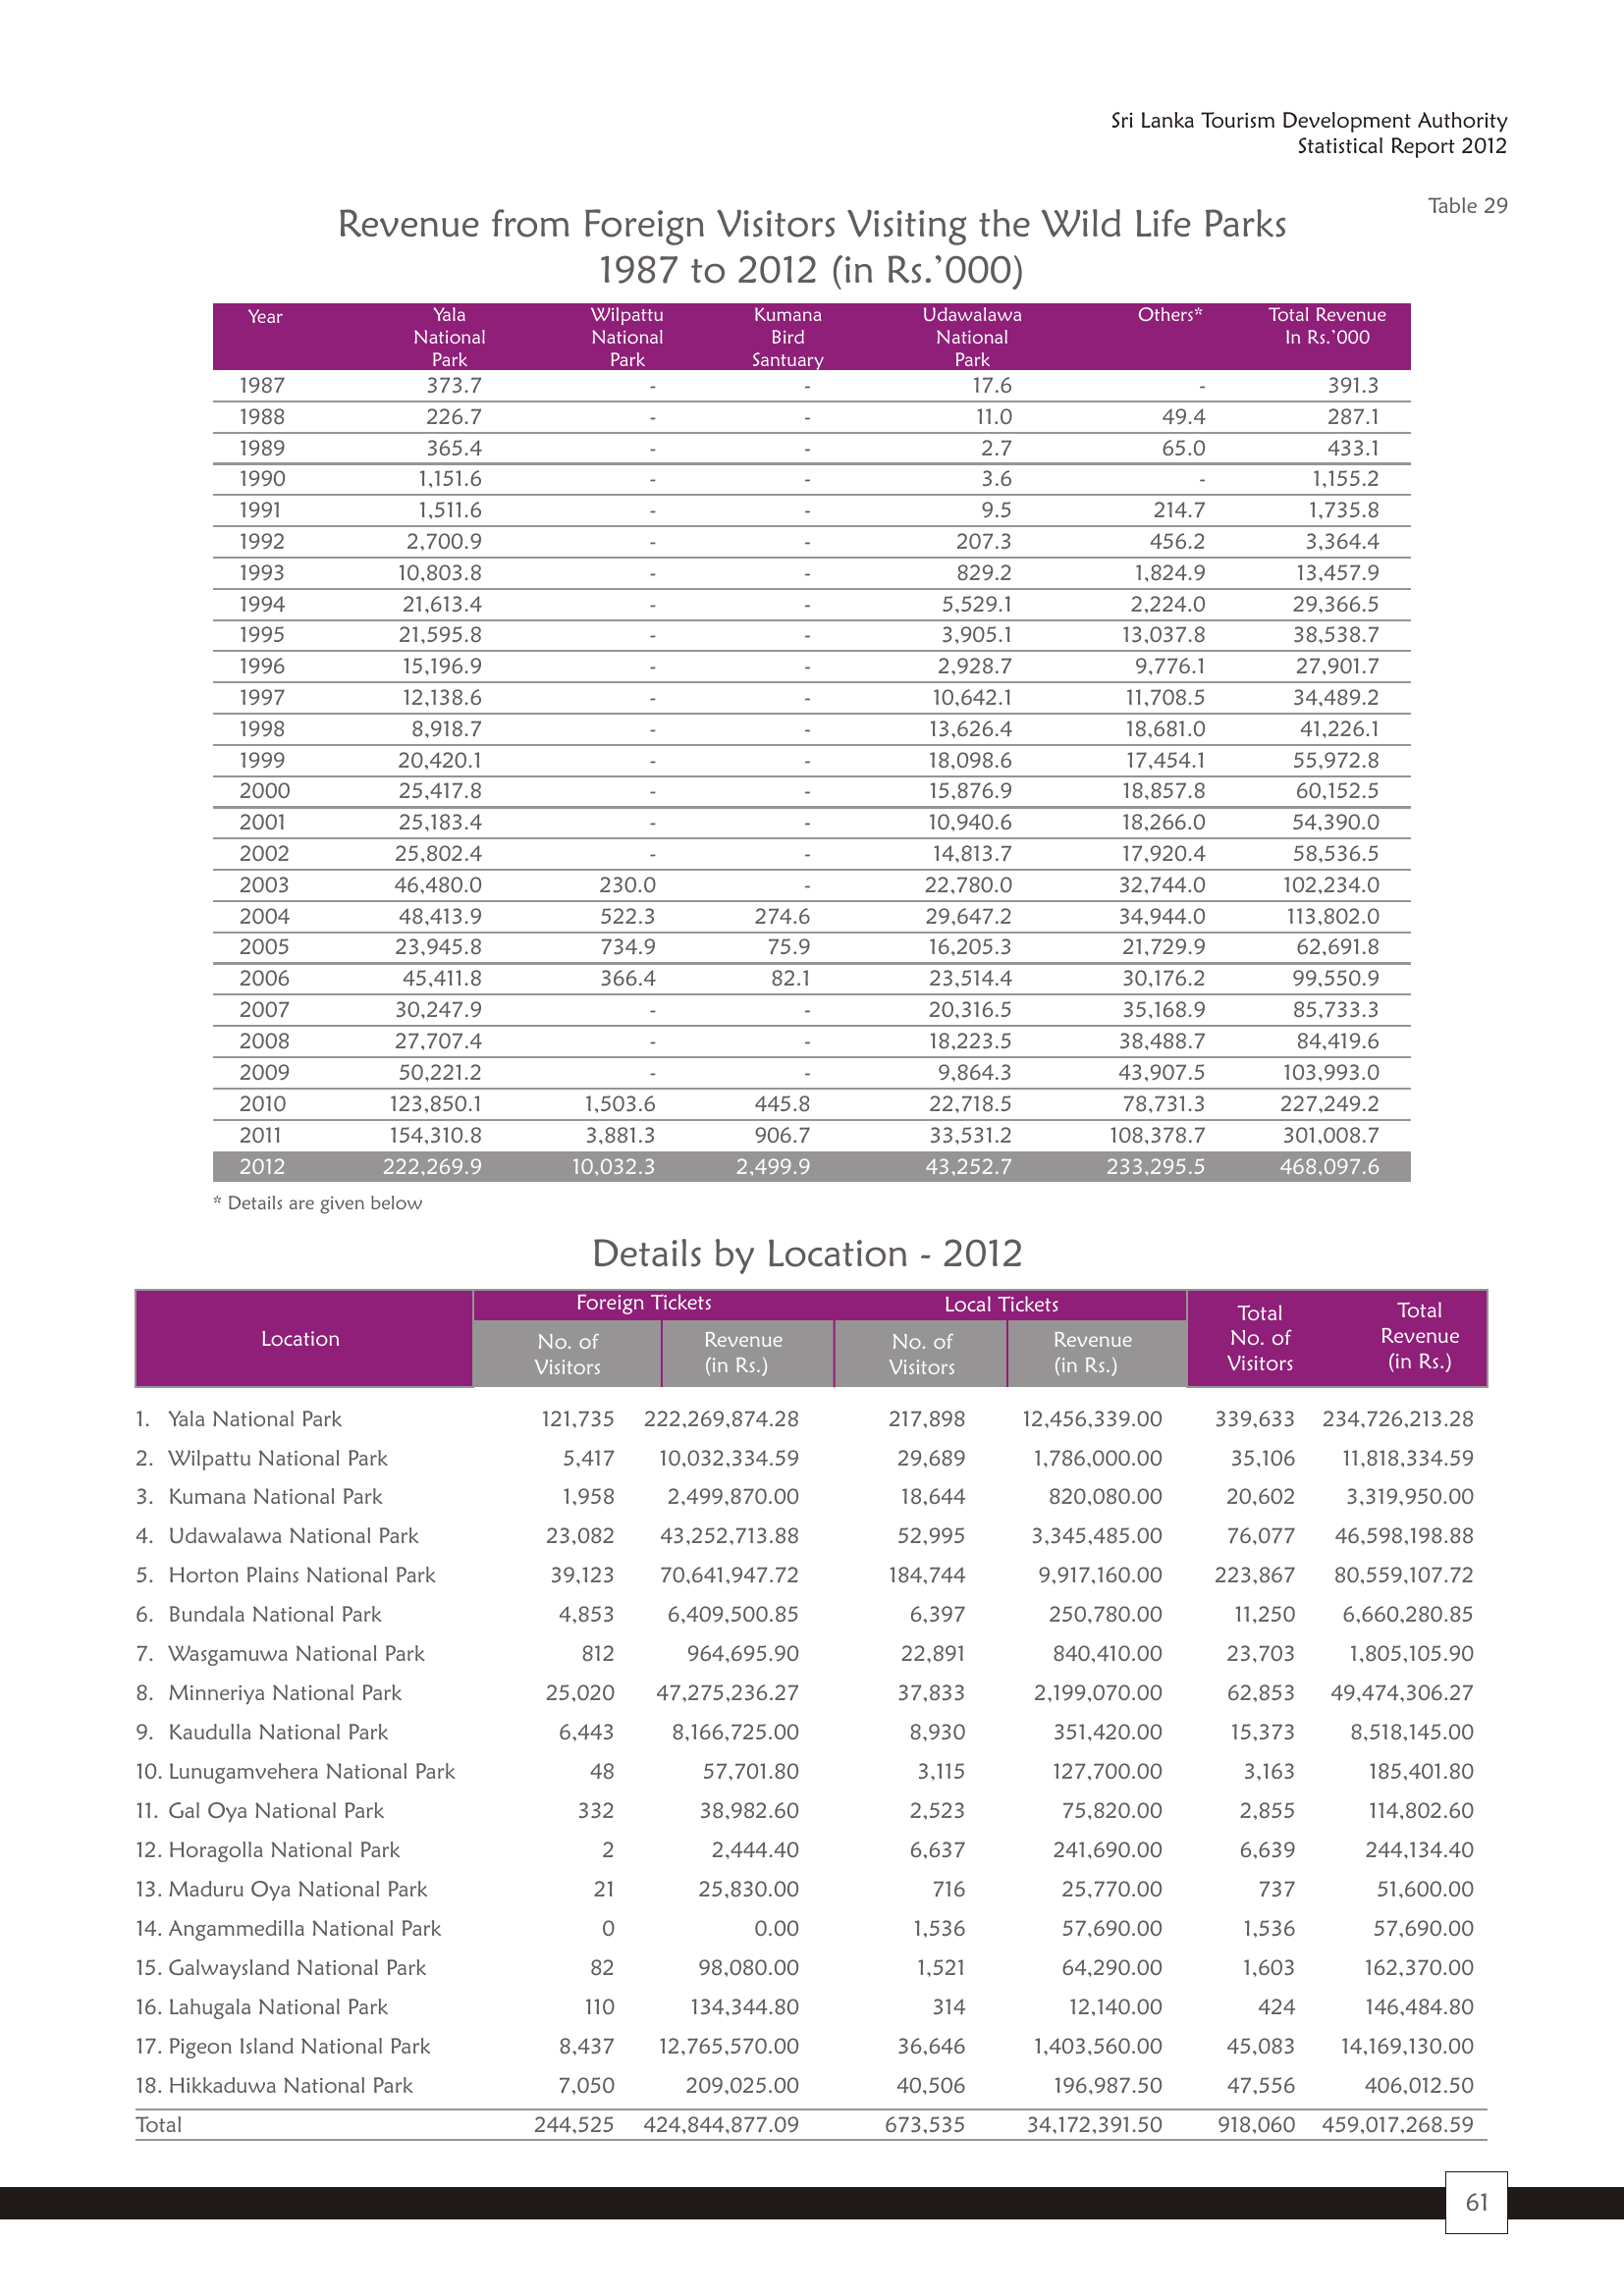 Sri Lanka Tourism Development Authority
Statistical Report 2012
Table 29
Revenue from Foreign Visitors Visiting the Wild Life Parks
1987 to 2012 (in Rs.’000)
Year Yala National Park Wilpattu National Park Kumana Bird Santuary Udawalawa National Park Others* Total Revenue In Rs.’000
1987 373.7 - - 17.6 - 391.3
1988 226.7 - - 11.0 49.4 287.1
1989 365.4 - - 2.7 65.0 433.1
1990 1,151.6 - - 3.6 - 1,155.2
1991 1,511.6 - - 9.5 214.7 1,735.8
1992 2,700.9 - - 207.3 456.2 3,364.4
1993 10,803.8 - - 829.2 1,824.9 13,457.9
1994 21,613.4 - - 5,529.1 2,224.0 29,366.5
1995 21,595.8 - - 3,905.1 13,037.8 38,538.7
1996 15,196.9 - - 2,928.7 9,776.1 27,901.7
1997 12,138.6 - - 10,642.1 11,708.5 34,489.2
1998 8,918.7 - - 13,626.4 18,681.0 41,226.1
1999 20,420.1 - - 18,098.6 17,454.1 55,972.8
2000 25,417.8 - - 15,876.9 18,857.8 60,152.5
2001 25,183.4 - - 10,940.6 18,266.0 54,390.0
2002 25,802.4 - - 14,813.7 17,920.4 58,536.5
2003 46,480.0 230.0 - 22,780.0 32,744.0 102,234.0
2004 48,413.9 522.3 274.6 29,647.2 34,944.0 113,802.0
2005 23,945.8 734.9 75.9 16,205.3 21,729.9 62,691.8
2006 45,411.8 366.4 82.1 23,514.4 30,176.2 99,550.9
2007 30,247.9 - - 20,316.5 35,168.9 85,733.3
2008 27,707.4 - - 18,223.5 38,488.7 84,419.6
2009 50,221.2 - - 9,864.3 43,907.5 103,993.0
2010 123,850.1 1,503.6 445.8 22,718.5 78,731.3 227,249.2
2011 154,310.8 3,881.3 906.7 33,531.2 108,378.7 301,008.7
2012 222,269.9 10,032.3 2,499.9 43,252.7 233,295.5 468,097.6
* Details are given below
Details by Location - 2012
Location Foreign Tickets Local Tickets Total No. of Visitors Total Revenue (in Rs.)
No. of Visitors Revenue (in Rs.) No. of Visitors Revenue (in Rs.)
1. Yala National Park 121,735 222,269,874.28 217,898 12,456,339.00 339,633 234,726,213.28
2. Wilpattu National Park 5,417 10,032,334.59 29,689 1,786,000.00 35,106 11,818,334.59
3. Kumana National Park 1,958 2,499,870.00 18,644 820,080.00 20,602 3,319,950.00
4. Udawalawa National Park 23,082 43,252,713.88 52,995 3,345,485.00 76,077 46,598,198.88
5. Horton Plains National Park 39,123 70,641,947.72 184,744 9,917,160.00 223,867 80,559,107.72
6. Bundala National Park 4,853 6,409,500.85 6,397 250,780.00 11,250 6,660,280.85
7. Wasgamuwa National Park 812 964,695.90 22,891 840,410.00 23,703 1,805,105.90
8. Minneriya National Park 25,020 47,275,236.27 37,833 2,199,070.00 62,853 49,474,306.27
9. Kaudulla National Park 6,443 8,166,725.00 8,930 351,420.00 15,373 8,518,145.00
10. Lunugamvehera National Park 48 57,701.80 3,115 127,700.00 3,163 185,401.80
11. Gal Oya National Park 332 38,982.60 2,523 75,820.00 2,855 114,802.60
12. Horagolla National Park 2 2,444.40 6,637 241,690.00 6,639 244,134.40
13. Maduru Oya National Park 21 25,830.00 716 25,770.00 737 51,600.00
14. Angammedilla National Park 0 0.00 1,536 57,690.00 1,536 57,690.00
15. Galwaysland National Park 82 98,080.00 1,521 64,290.00 1,603 162,370.00
16. Lahugala National Park 110 134,344.80 314 12,140.00 424 146,484.80
17. Pigeon Island National Park 8,437 12,765,570.00 36,646 1,403,560.00 45,083 14,169,130.00
18. Hikkaduwa National Park 7,050 209,025.00 40,506 196,987.50 47,556 406,012.50
Total 244,525 424,844,877.09 673,535 34,172,391.50 918,060 459,017,268.59
61